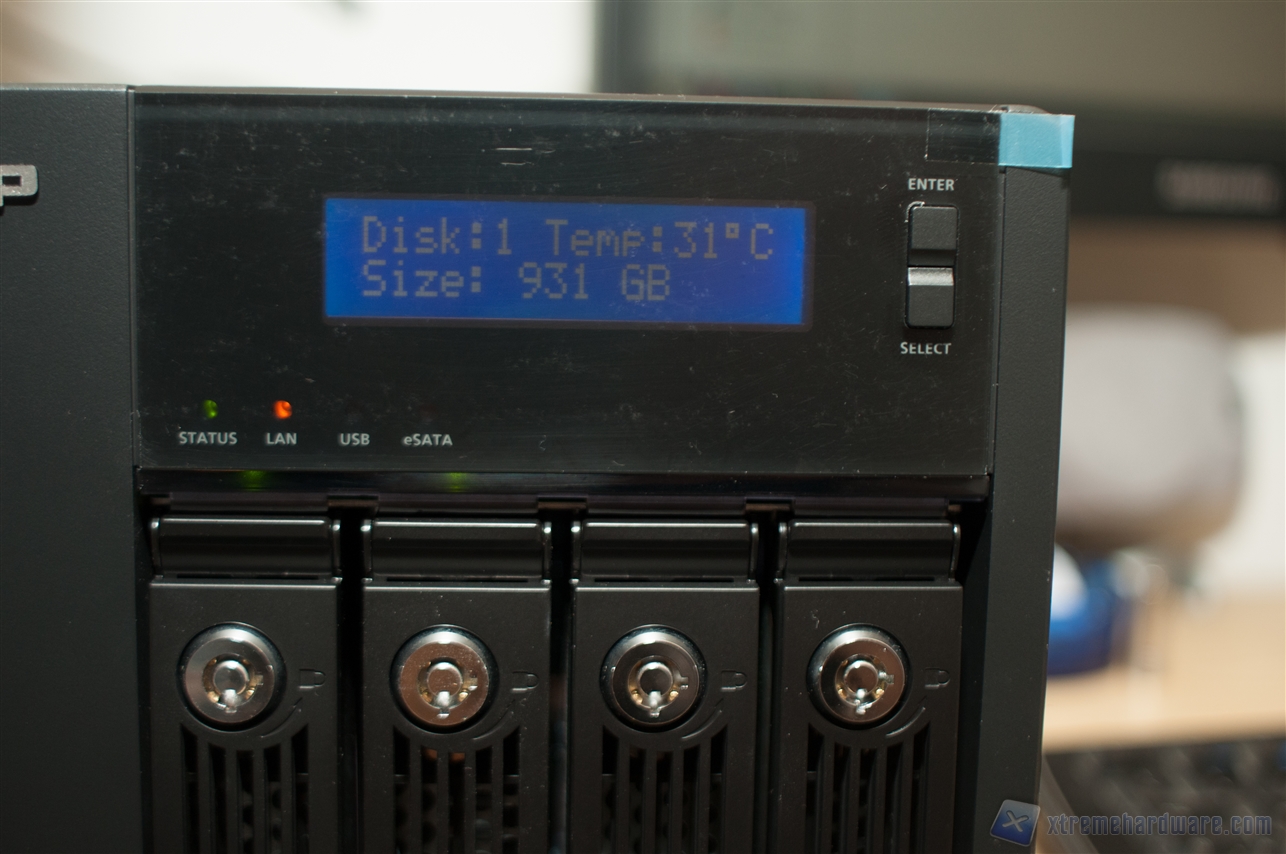 ENTER
Disk:1 Temp:31°C
Size: 931 GB
SELECT
STATUS LAN USB eSATA
xtremehardware.com